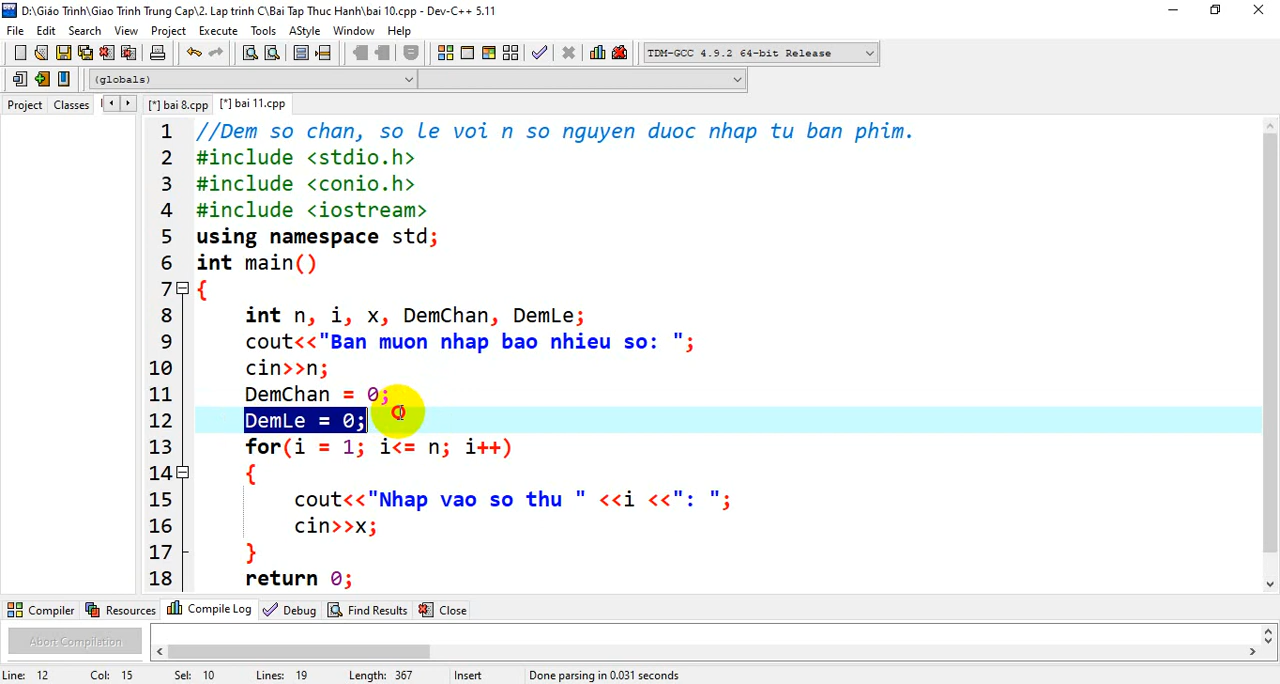 D:\Giáo Trình\Giao Trinh Trung Cap\2. Lap trinh C\Bai Tap Thuc Hanh\bai 10.cpp - Dev-C++ 5.11
File Edit Search View Project Execute Tools AStyle Window Help
TDM-GCC 4.9.2 64-bit Release
(globals)
Project Classes [*] bai 8.cpp [*] bai 11.cpp
1 //Dem so chan, so le voi n so nguyen duoc nhap tu ban phim.
2 #include <stdio.h>
3 #include <conio.h>
4 #include <iostream>
5 using namespace std;
6 int main()
7 {
8 int n, i, x, DemChan, DemLe;
9 cout<<"Ban muon nhap bao nhieu so: ";
10 cin>>n;
11 DemChan = 0;
12 DemLe = 0;
13 for(i = 1; i<= n; i++)
14 {
15 cout<<"Nhap vao so thu " <<i <<": ";
16 cin>>x;
17 }
18 return 0;
Compiler Resources Compile Log Debug Find Results Close
Abort Compilation
Line: 12 Col: 15 Sel: 10 Lines: 19 Length: 367 Insert Done parsing in 0.031 seconds